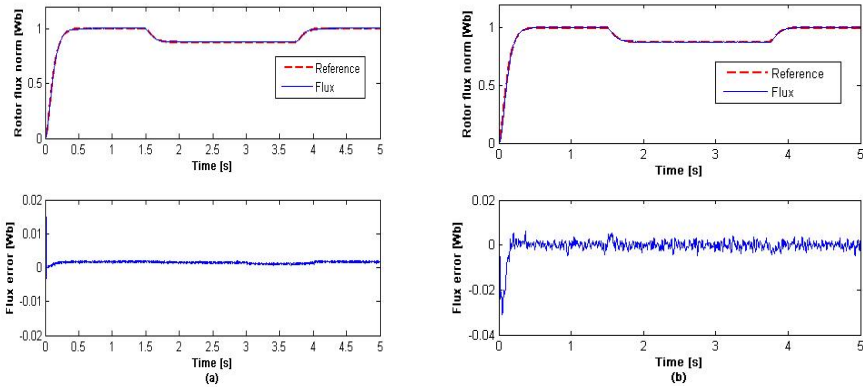 Rotor flux norm [Wb]
1
0.5
0
Reference
Flux
0 0.5 1 1.5 2 2.5 3 3.5 4 4.5 5
Time [s]
Flux error [Wb]
0.02
0.01
0
-0.01
-0.02
0 0.5 1 1.5 2 2.5 3 3.5 4 4.5 5
Time [s]
(a)
Rotor flux norm [Wb]
1
0.5
0
Reference
Flux
0 1 2 3 4 5
Time [s]
Flux error [Wb]
0.02
0
-0.02
-0.04
0 1 2 3 4 5
Time [s]
(b)